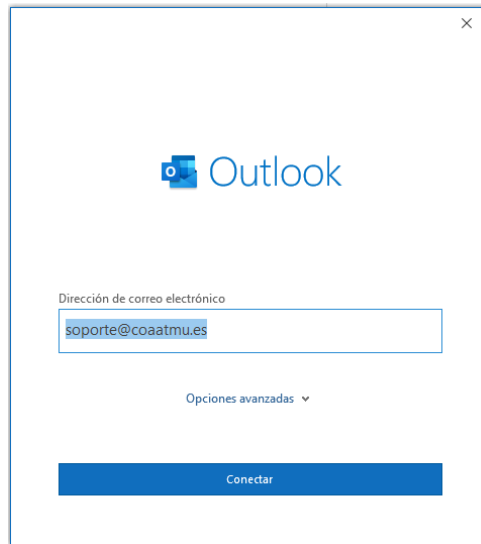 Outlook
Dirección de correo electrónico
soporte@coaatmu.es
Opciones avanzadas
Conectar